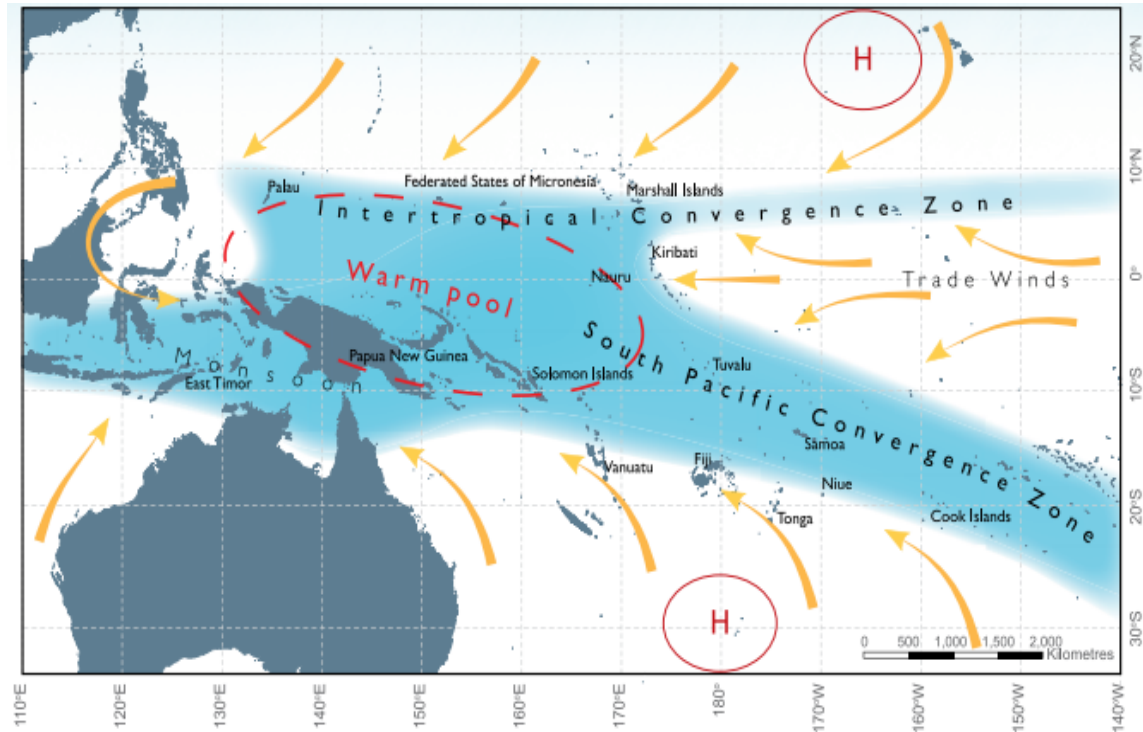 H
20°N
Palau
Federated States of Micronesia
Marshall Islands
10°N
Intertropical Convergence Zone
Kiribati
Warm pool
Nauru
Trade Winds
0°
South Pacific Convergence Zone
Monsoon
Papua New Guinea
Solomon Islands
Tuvalu
East Timor
10°S
Samoa
Vanuatu
Fiji
Niue
Tonga
Cook Islands
20°S
H
30°S
0 500 1,000 1,500 2,000
Kilometres
110°E 120°E 130°E 140°E 150°E 160°E 170°E 180° 170°W 160°W 150°W 140°W